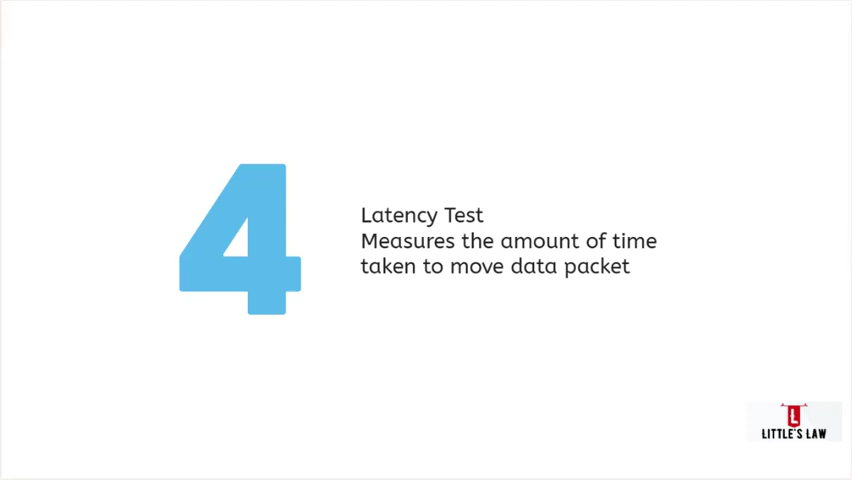 4
Latency Test
Measures the amount of time
taken to move data packet
L
LITTLE'S LAW